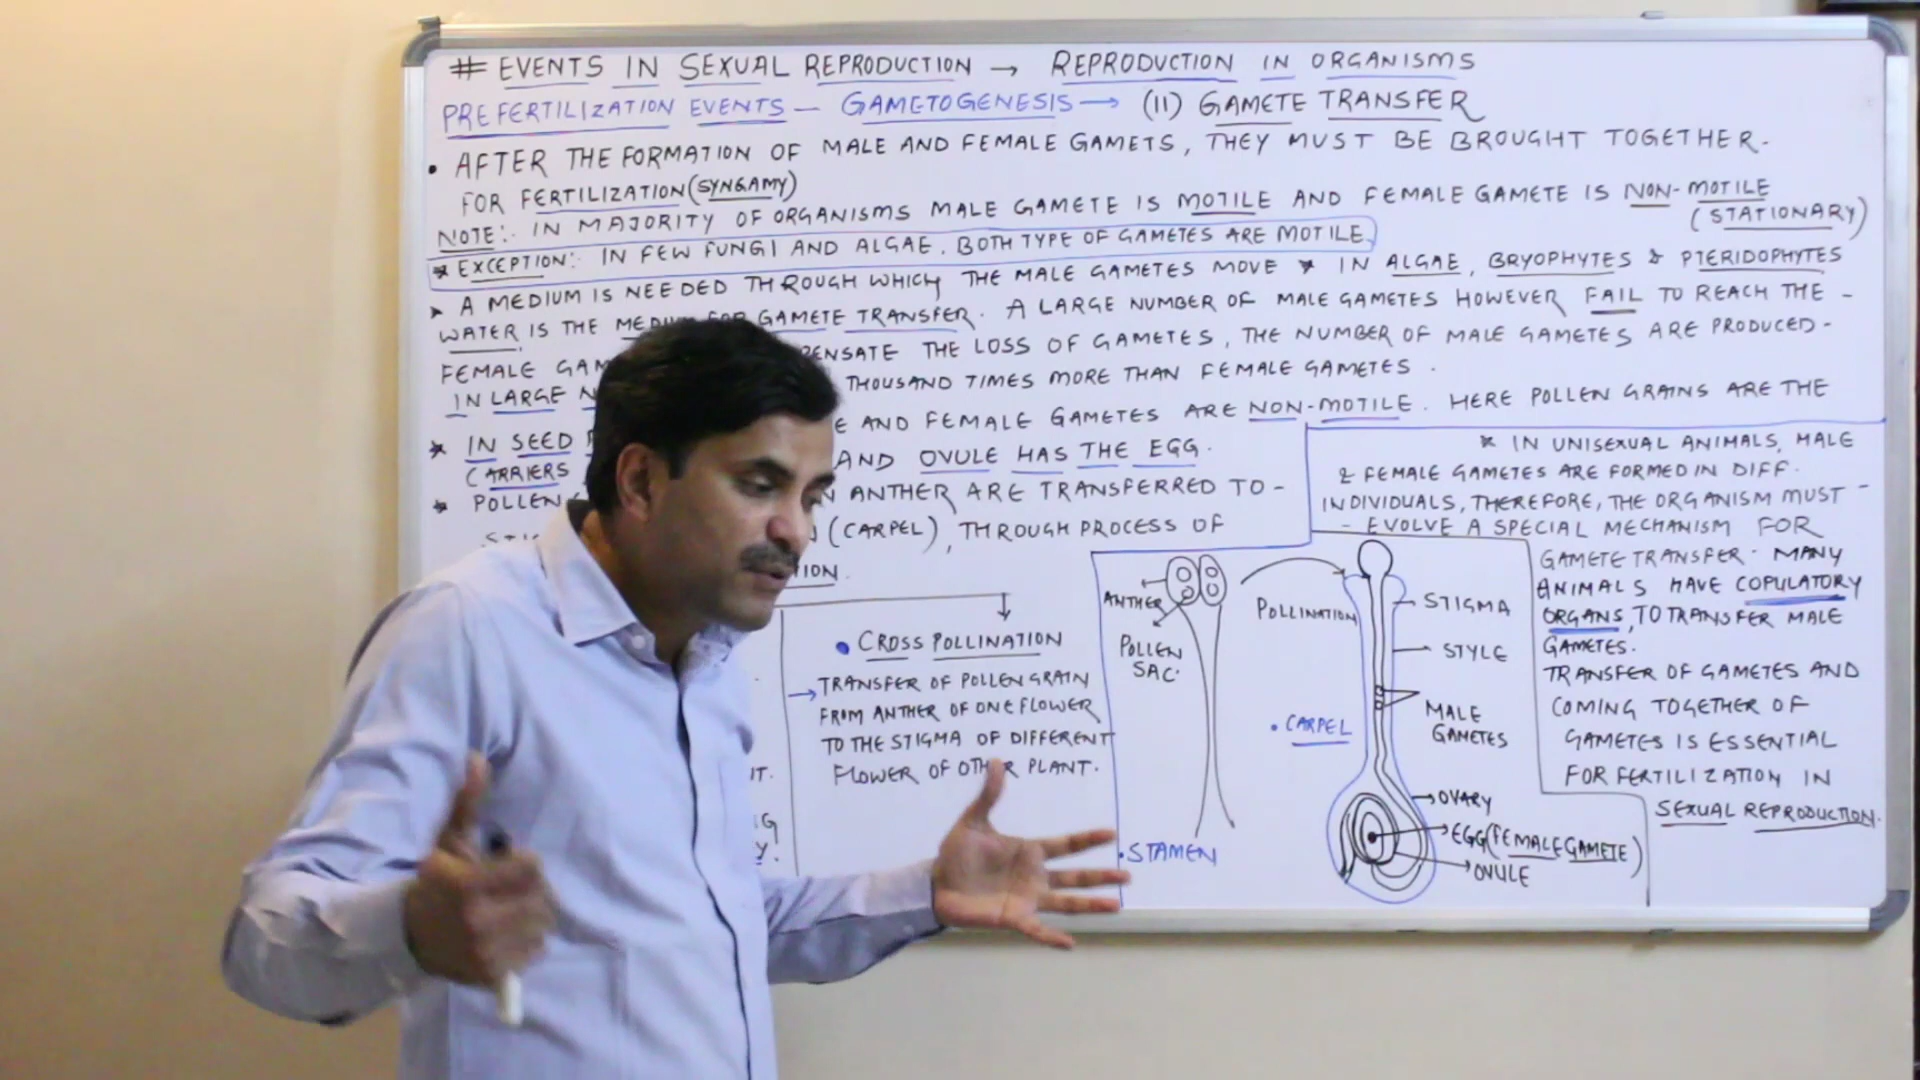 # EVENTS IN SEXUAL REPRODUCTION → REPRODUCTION IN ORGANISMS
PREFERTILIZATION EVENTS – GAMETOGENESIS → (II) GAMETE TRANSFER
• AFTER THE FORMATION OF MALE AND FEMALE GAMETS, THEY MUST BE BROUGHT TOGETHER.
FOR FERTILIZATION (SYNGAMY)
NOTE:. IN MAJORITY OF ORGANISMS MALE GAMETE IS MOTILE AND FEMALE GAMETE IS NON-MOTILE
(STATIONARY)
* EXCEPTION:. IN FEW FUNGI AND ALGAE. BOTH TYPE OF GAMETES ARE MOTILE.
➤ A MEDIUM IS NEEDED THROUGH WHICH THE MALE GAMETES MOVE * IN ALGAE, BRYOPHYTES & PTERIDOPHYTES
WATER IS THE FOR GAMETE TRANSFER. A LARGE NUMBER OF MALE GAMETES HOWEVER FAIL TO REACH THE -
FEMALE THE LOSS OF GAMETES, THE NUMBER OF MALE GAMETES ARE PRODUCED -
IN LARGE THOUSAND TIMES MORE THAN FEMALE GAMETES.
* IN SEED AND FEMALE GAMETES ARE NON-MOTILE. HERE POLLEN GRAINS ARE THE
CARRIERS AND OVULE HAS THE EGG.
* POLLEN ANTHER ARE TRANSFERRED TO -
(CARPEL), THROUGH PROCESS OF
• CROSS POLLINATION
→ TRANSFER OF POLLEN GRAIN
FROM ANTHER OF ONE FLOWER
TO THE STIGMA OF DIFFERENT
FLOWER OF OTHER PLANT.
ANTHER
POLLEN
SAC.
POLLINATION
• STAMEN
• CARPEL
STIGMA
STYLE
MALE
GAMETES
OVARY
EGG (FEMALE GAMETE)
OVULE
* IN UNISEXUAL ANIMALS, MALE
& FEMALE GAMETES ARE FORMED IN DIFF.
INDIVIDUALS, THEREFORE, THE ORGANISM MUST -
- EVOLVE A SPECIAL MECHANISM FOR
GAMETE TRANSFER. MANY
ANIMALS HAVE COPULATORY
ORGANS, TO TRANSFER MALE
GAMETES.
TRANSFER OF GAMETES AND
COMING TOGETHER OF
GAMETES IS ESSENTIAL
FOR FERTILIZATION IN
SEXUAL REPRODUCTION.